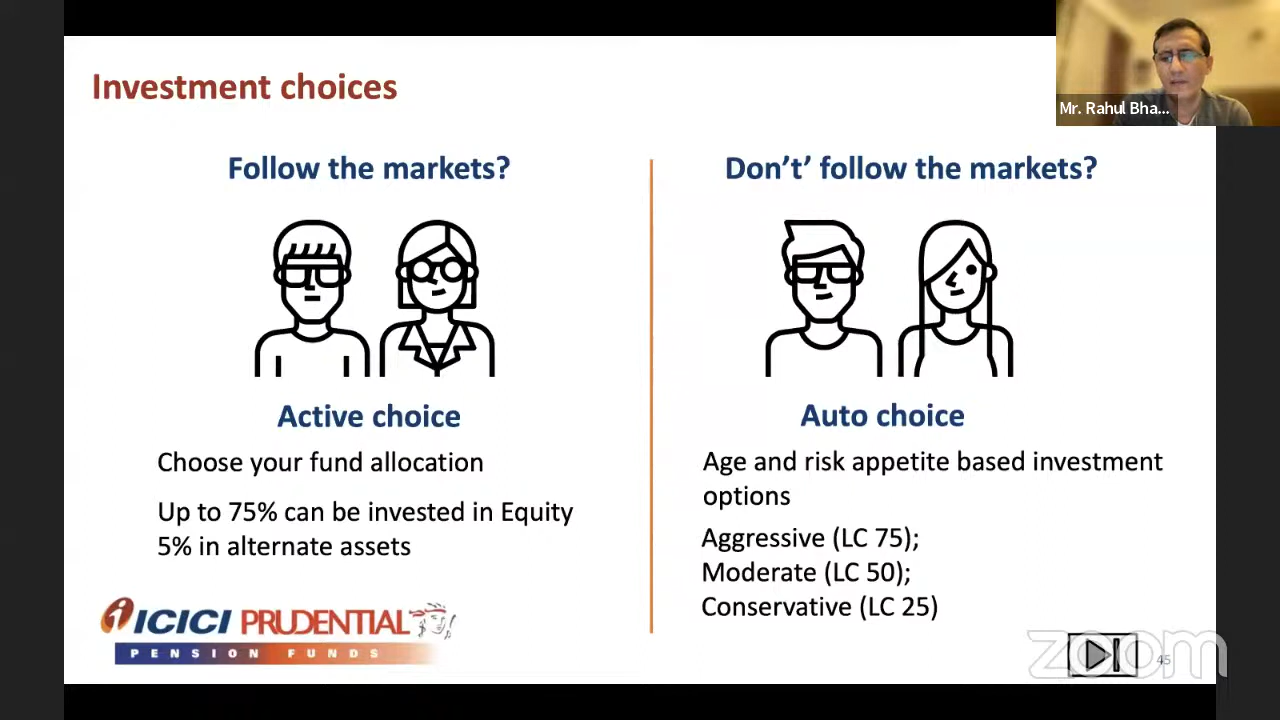 Investment choices
Mr. Rahul Bha...
Follow the markets?
Active choice
Choose your fund allocation
Up to 75% can be invested in Equity
5% in alternate assets
Don’t’ follow the markets?
Auto choice
Age and risk appetite based investment
options
Aggressive (LC 75);
Moderate (LC 50);
Conservative (LC 25)
ICICI PRUDENTIAL
PENSION FUNDS
zoom
45